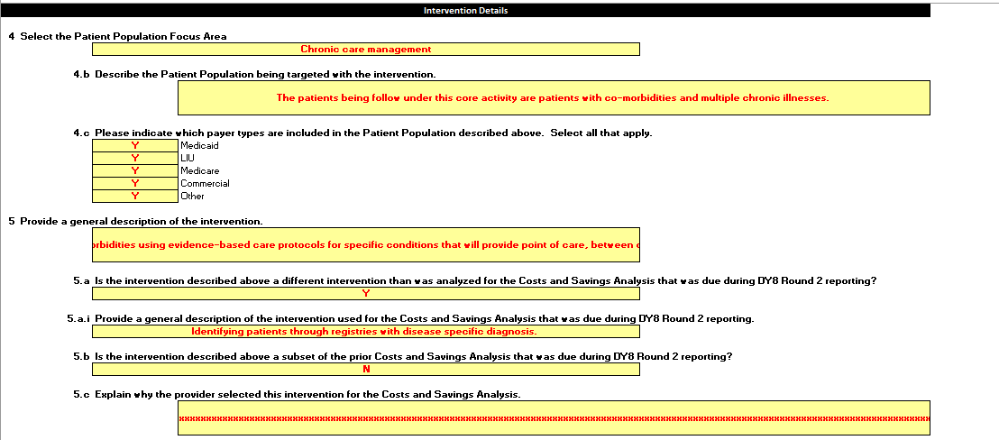 Intervention Details
4 Select the Patient Population Focus Area
Chronic care management
4.b Describe the Patient Population being targeted with the intervention.
The patients being follow under this core activity are patients with co-morbidities and multiple chronic illnesses.
4.c Please indicate which payer types are included in the Patient Population described above. Select all that apply.
Y Medicaid
Y LIU
Y Medicare
Y Commercial
Y Other
5 Provide a general description of the intervention.
rbidities using evidence-based care protocols for specific conditions that will provide point of care, between
5.a Is the intervention described above a different intervention than was analyzed for the Costs and Savings Analysis that was due during DY8 Round 2 reporting?
Y
5.a.i Provide a general description of the intervention used for the Costs and Savings Analysis that was due during DY8 Round 2 reporting.
Identifying patients through registries with disease specific diagnosis.
5.b Is the intervention described above a subset of the prior Costs and Savings Analysis that was due during DY8 Round 2 reporting?
N
5.c Explain why the provider selected this intervention for the Costs and Savings Analysis.